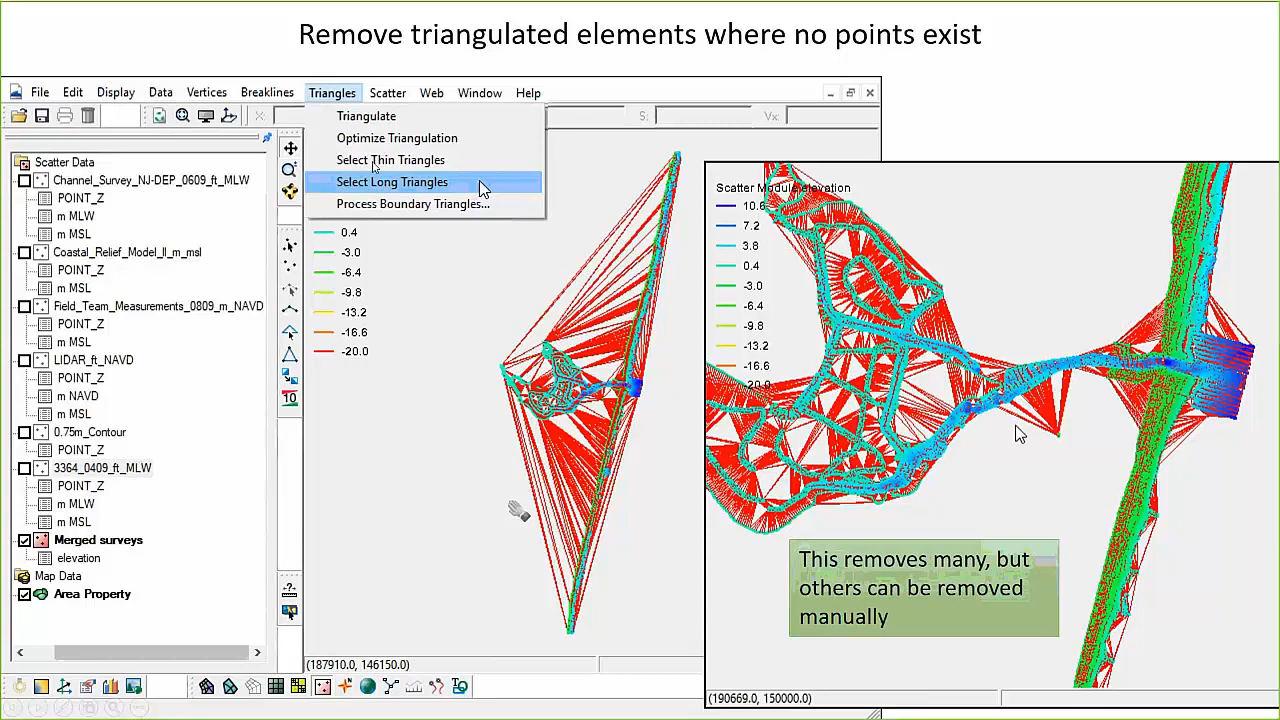 Remove triangulated elements where no points exist
File Edit Display Data Vertices Breaklines Triangles Scatter Web Window Help
X: S: Vx:
Triangulate
Optimize Triangulation
Select Thin Triangles
Select Long Triangles
Process Boundary Triangles...
Scatter Data
Channel_Survey_NJ-DEP_0609_ft_MLW
POINT_Z
m MLW
m MSL
Coastal_Relief_Model_II_m_msl
POINT_Z
m MSL
Field_Team_Measurements_0809_m_NAVD
POINT_Z
m MSL
LIDAR_ft_NAVD
POINT_Z
m NAVD
m MSL
0.75m_Contour
POINT_Z
3364_0409_ft_MLW
POINT_Z
m MLW
m MSL
Merged surveys
elevation
Map Data
Area Property
0.4
-3.0
-6.4
-9.8
-13.2
-16.6
-20.0
(187910.0, 146150.0)
Scatter Module elevation
10.6
7.2
3.8
0.4
-3.0
-6.4
-9.8
-13.2
-16.6
-20.0
This removes many, but
others can be removed
manually
(190669.0, 150000.0)
10
-?-